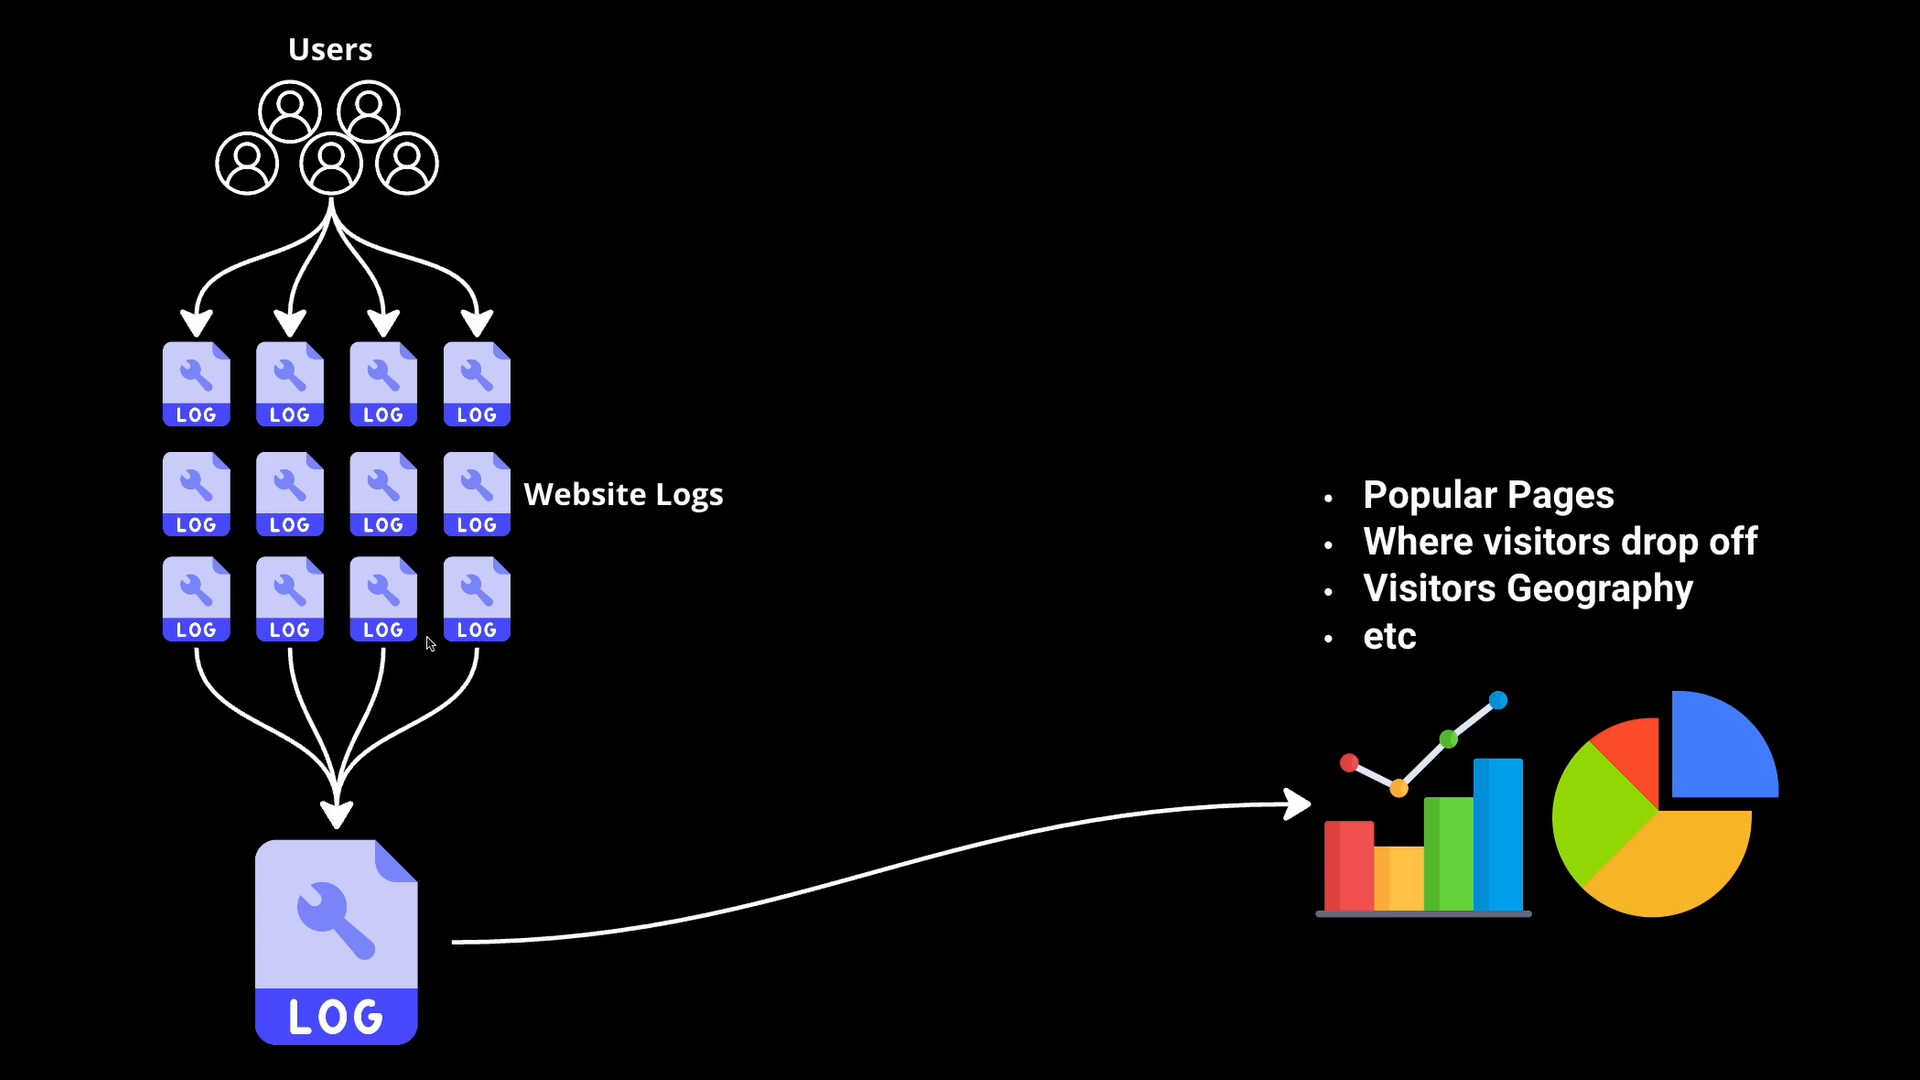 Users
LOG LOG LOG LOG
LOG LOG LOG LOG
Website Logs
LOG LOG LOG LOG
LOG
• Popular Pages
• Where visitors drop off
• Visitors Geography
• etc